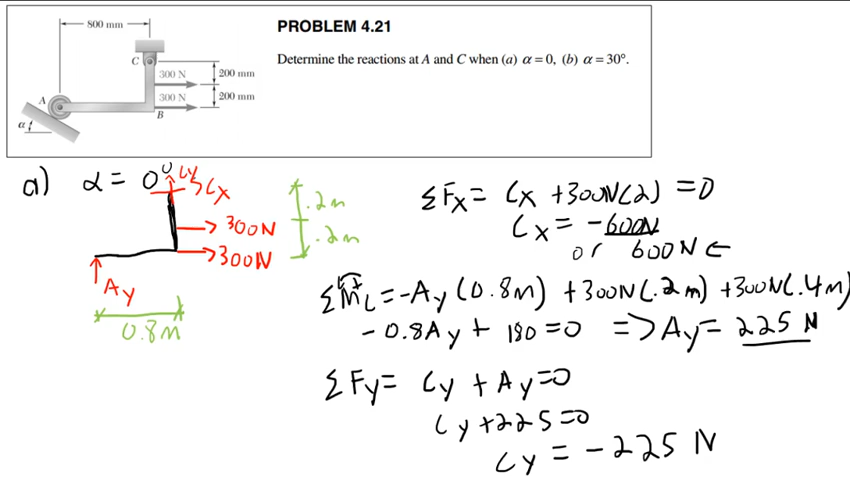 PROBLEM 4.21
Determine the reactions at A and C when (a) α = 0, (b) α = 30°.
800 mm
C
300 N
200 mm
300 N
200 mm
A
B
α
a) α = 0°
Cy
Cx
300N
300N
Ay
.2m
.2m
0.8m
ΣFx = Cx + 300N(2) = 0
Cx = -600N
or 600N ←
ΣMc = -Ay(0.8m) + 300N(.2m) + 300N(.4m)
-0.8Ay + 180 = 0 => Ay = 225 N
ΣFy = Cy + Ay = 0
Cy + 225 = 0
Cy = -225 N